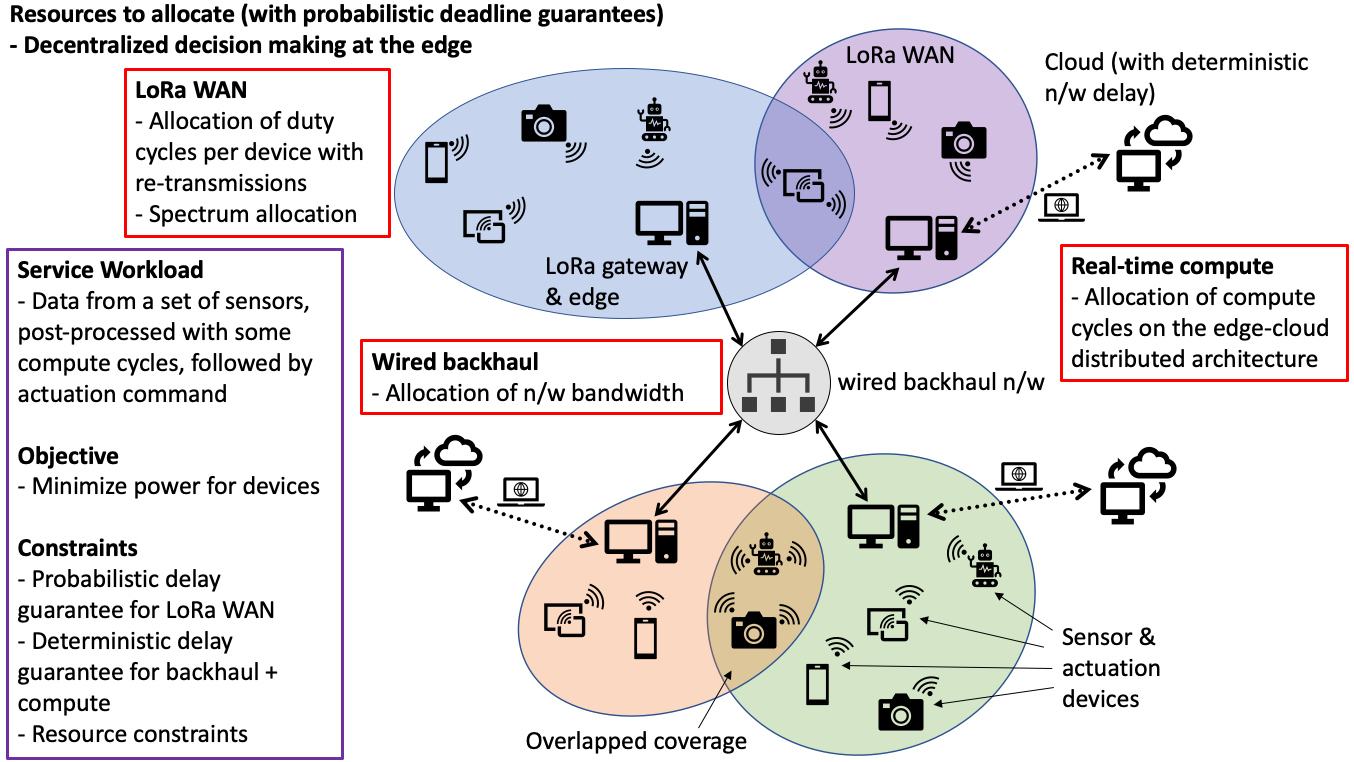 Resources to allocate (with probabilistic deadline guarantees)
- Decentralized decision making at the edge
LoRa WAN
- Allocation of duty
cycles per device with
re-transmissions
- Spectrum allocation
LoRa WAN
Cloud (with deterministic
n/w delay)
LoRa gateway
& edge
Service Workload
- Data from a set of sensors,
post-processed with some
compute cycles, followed by
actuation command
Objective
- Minimize power for devices
Constraints
- Probabilistic delay
guarantee for LoRa WAN
- Deterministic delay
guarantee for backhaul +
compute
- Resource constraints
Real-time compute
- Allocation of compute
cycles on the edge-cloud
distributed architecture
Wired backhaul
- Allocation of n/w bandwidth
wired backhaul n/w
Sensor &
actuation
devices
Overlapped coverage